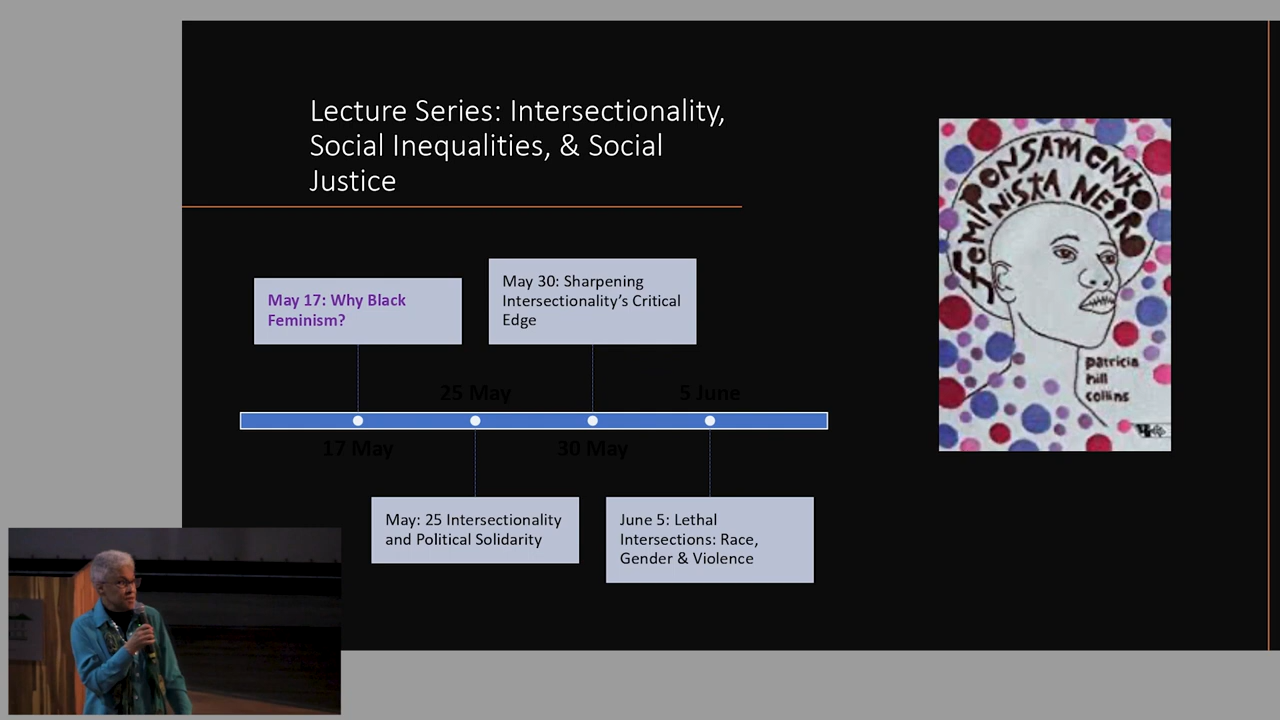 Lecture Series: Intersectionality,
Social Inequalities, & Social
Justice
May 17: Why Black
Feminism?
May 30: Sharpening
Intersectionality's Critical
Edge
25 May
5 June
17 May
30 May
May: 25 Intersectionality
and Political Solidarity
June 5: Lethal
Intersections: Race,
Gender & Violence
PENSAMENTO
FEMINISTA NEGRO
patricia
hill
collins